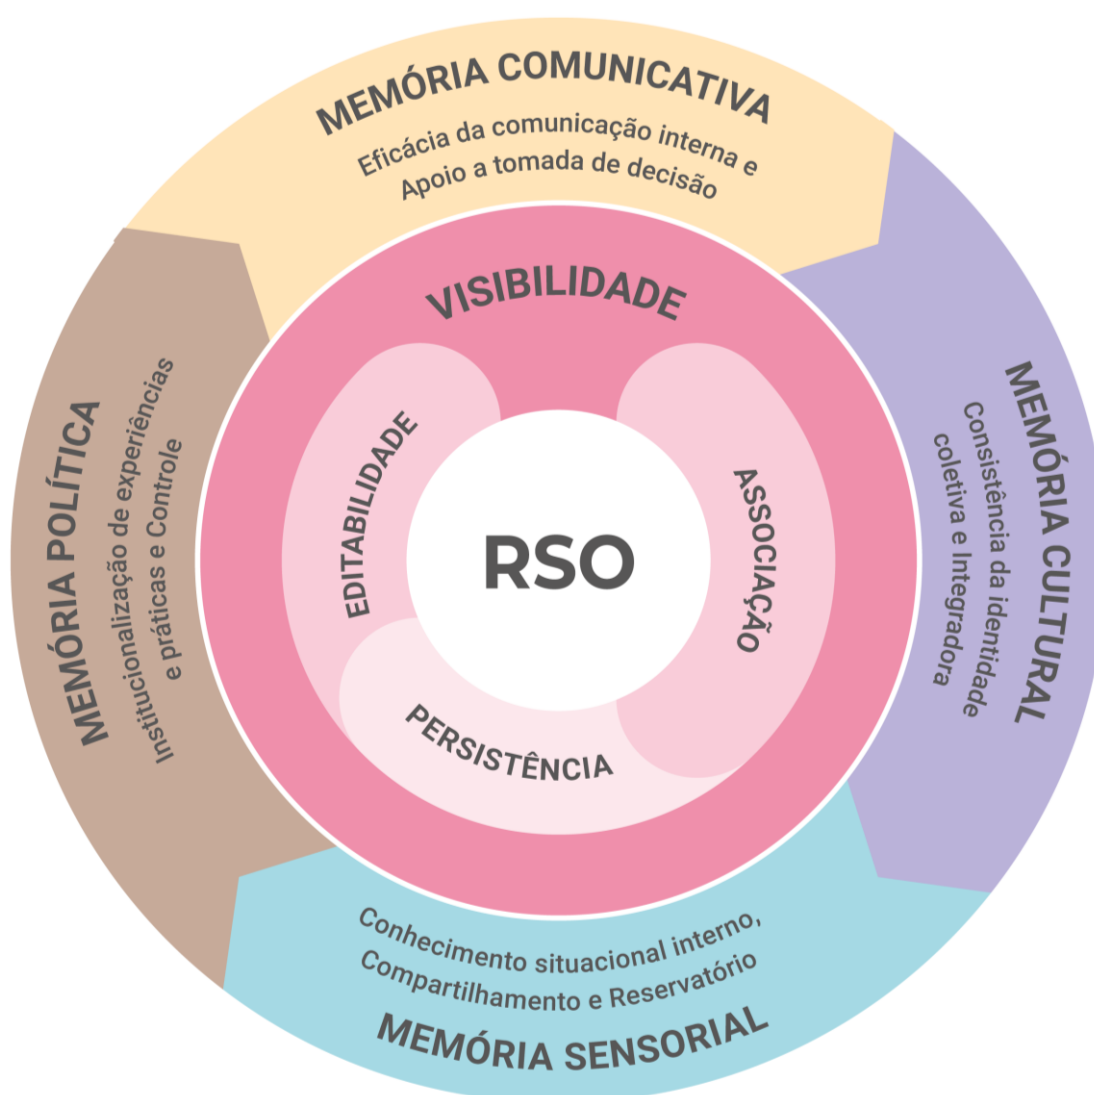 MEMÓRIA COMUNICATIVA
Eficácia da comunicação interna e
Apoio a tomada de decisão
VISIBILIDADE
EDITABILIDADE
ASSOCIAÇÃO
PERSISTÊNCIA
RSO
MEMÓRIA CULTURAL
Consistência da identidade
coletiva e Integradora
Conhecimento situacional interno,
Compartilhamento e Reservatório
MEMÓRIA SENSORIAL
MEMÓRIA POLÍTICA
Institucionalização de experiências
e práticas e Controle